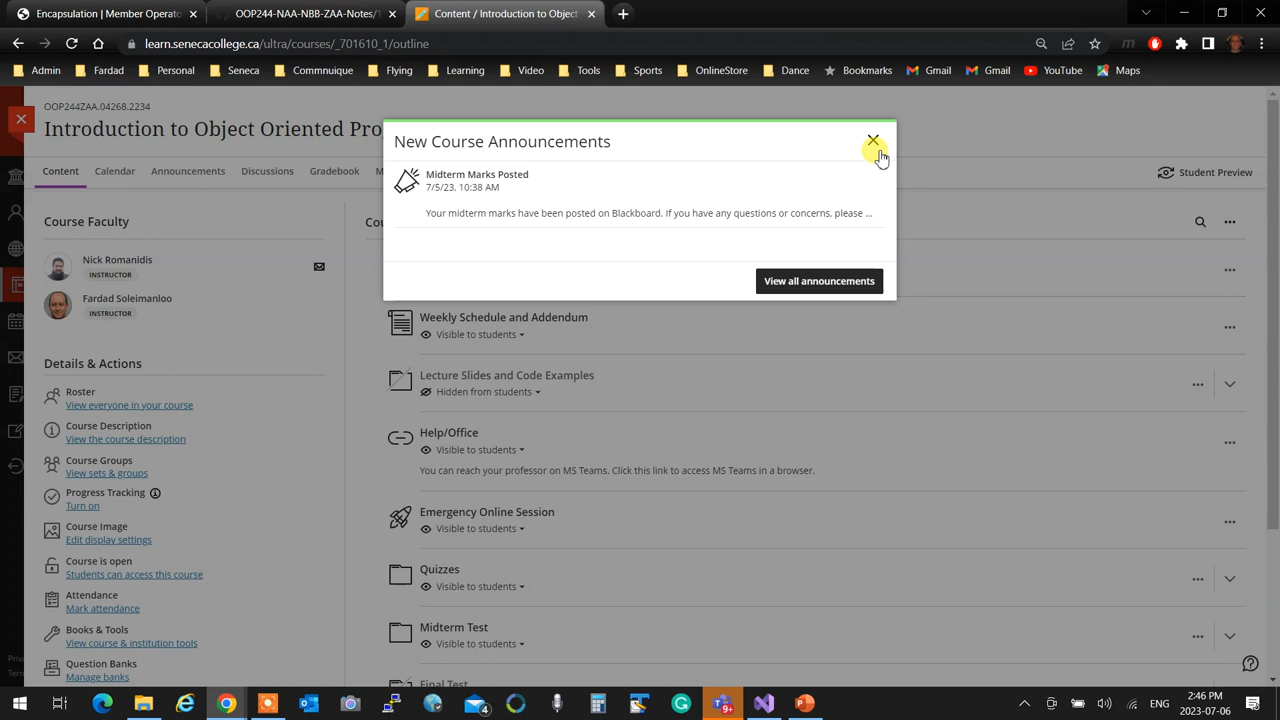 Encapsulation (Member Operator
OOP244-NAA-NBB-ZAA-Notes/1
Content / Introduction to Object
learn.senecacollege.ca/ultra/courses/_701610_1/outline
Admin
Fardad
Personal
Seneca
Commnuique
Flying
Learning
Video
Tools
Sports
OnlineStore
Dance
Bookmarks
Gmail
Gmail
YouTube
Maps
OOP244ZAA.04268.2234
Introduction to Object Oriented Pro
Content
Calendar
Announcements
Discussions
Gradebook
M
Student Preview
New Course Announcements
Midterm Marks Posted
7/5/23, 10:38 AM
Your midterm marks have been posted on Blackboard. If you have any questions or concerns, please ...
View all announcements
Course Faculty
Nick Romanidis
INSTRUCTOR
Fardad Soleimanloo
INSTRUCTOR
Details & Actions
Roster
View everyone in your course
Course Description
View the course description
Course Groups
View sets & groups
Progress Tracking
Turn on
Course Image
Edit display settings
Course is open
Students can access this course
Attendance
Mark attendance
Books & Tools
View course & institution tools
Question Banks
Manage banks
Cou
Weekly Schedule and Addendum
Visible to students
Lecture Slides and Code Examples
Hidden from students
Help/Office
Visible to students
You can reach your professor on MS Teams. Click this link to access MS Teams in a browser.
Emergency Online Session
Visible to students
Quizzes
Visible to students
Midterm Test
Visible to students
Final Test
Priv
Term
4
9+
2:46 PM
2023-07-06